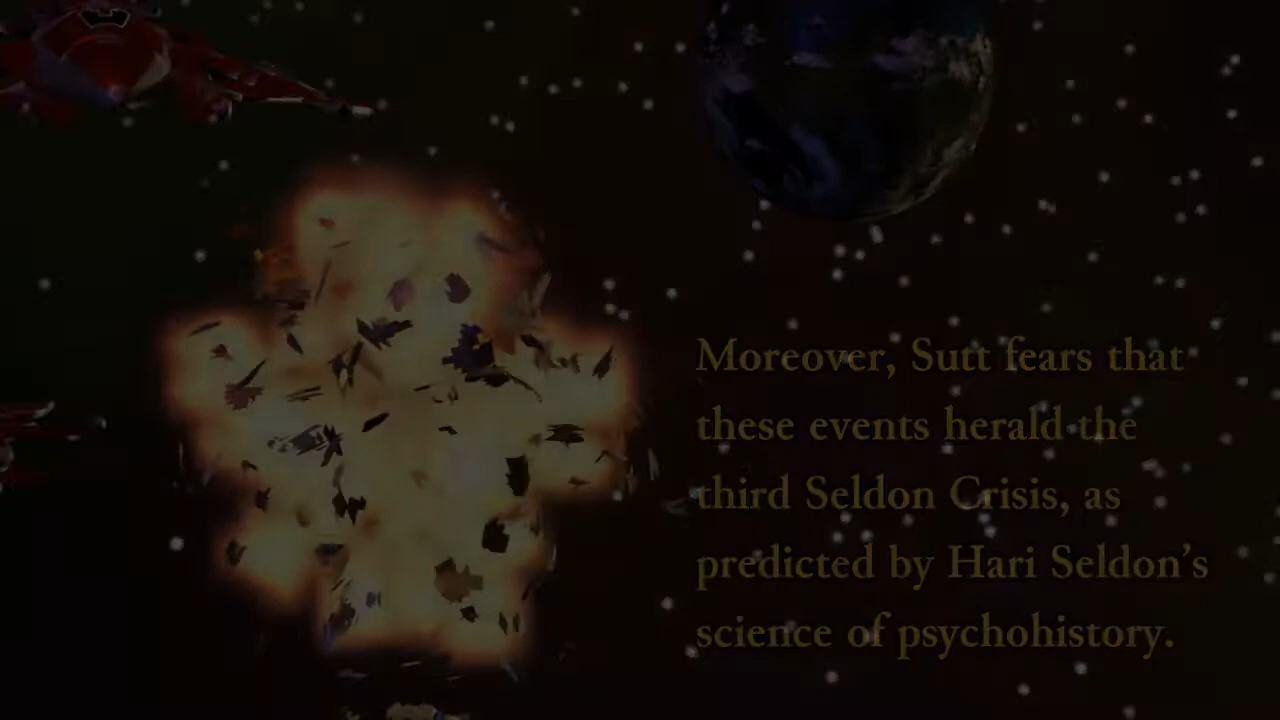 Moreover, Sutt fears that
these events herald the
third Seldon Crisis, as
predicted by Hari Seldon’s
science of psychohistory.